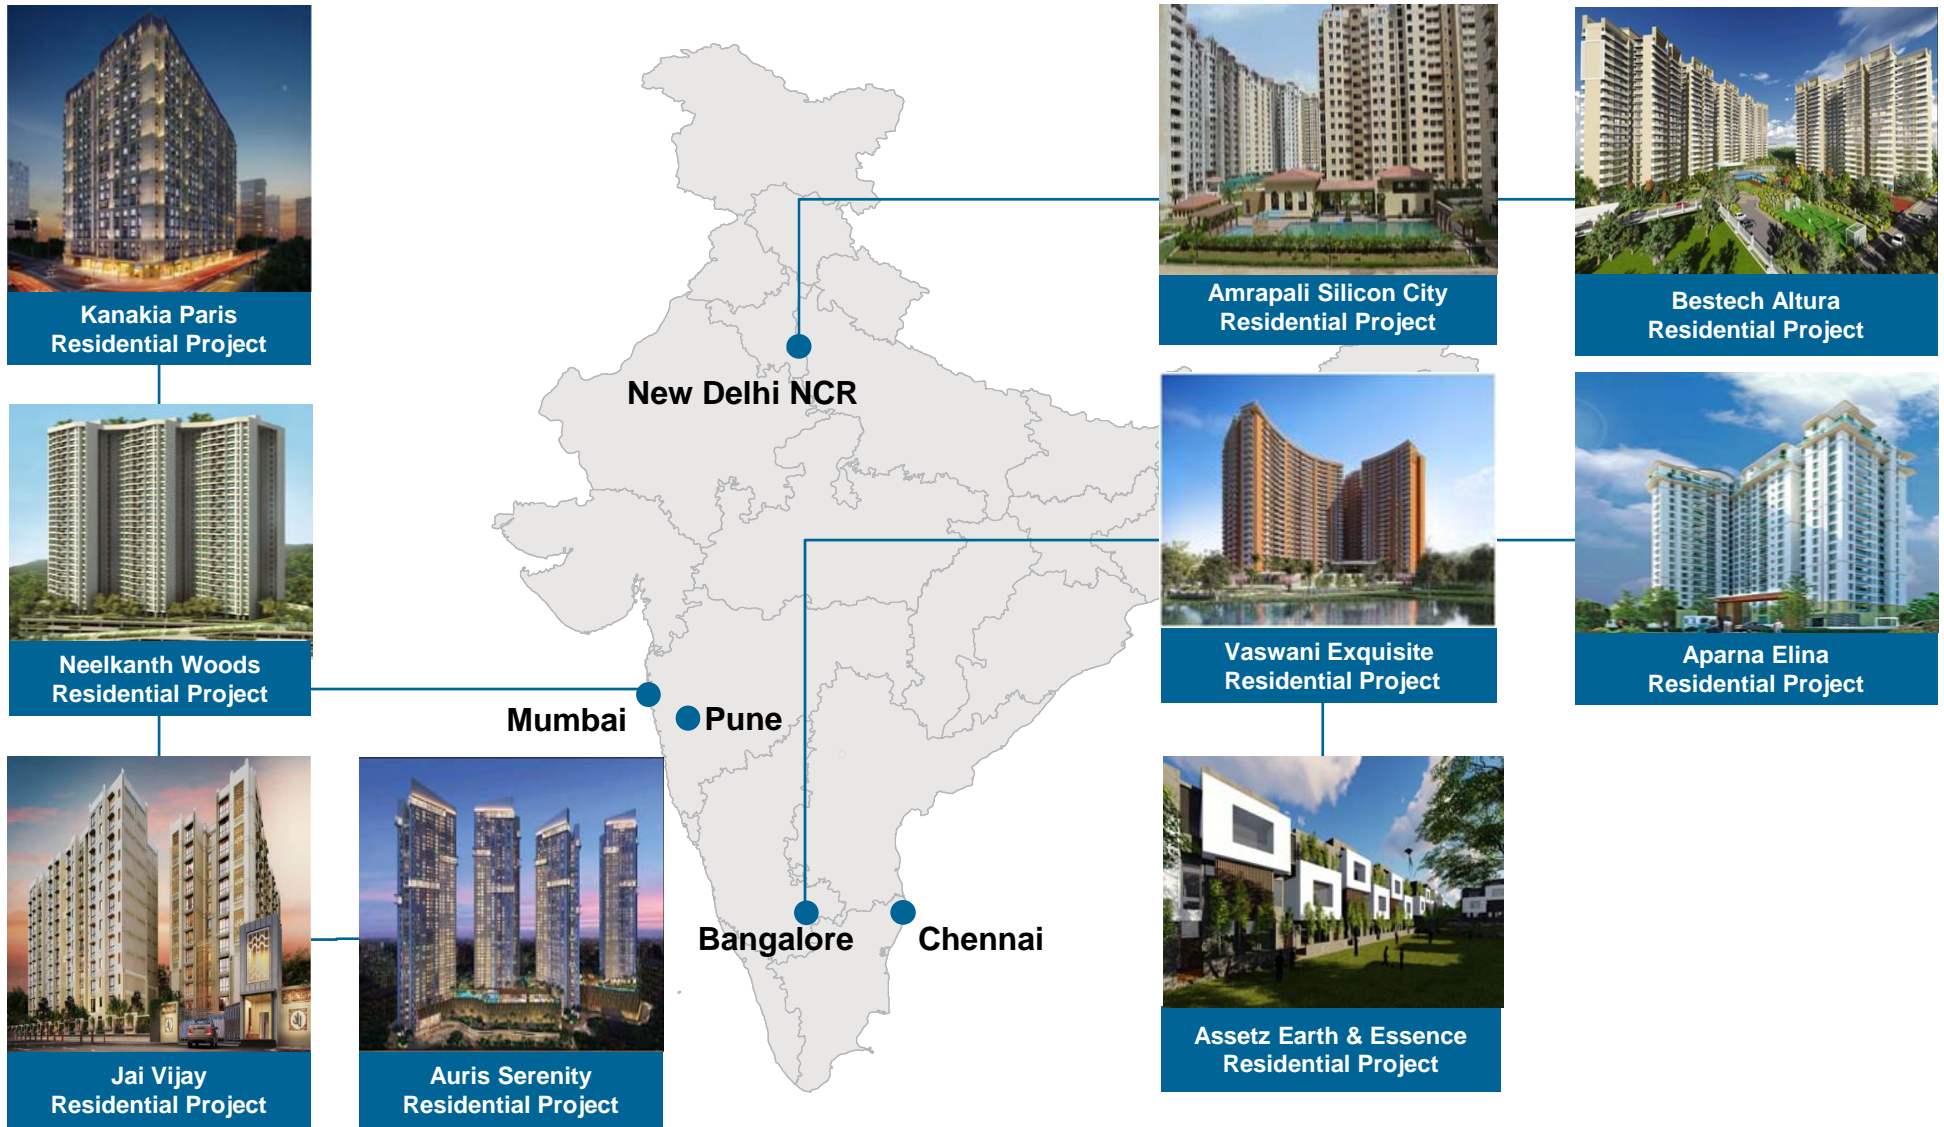 Kanakia Paris
Residential Project
Amrapali Silicon City
Residential Project
Bestech Altura
Residential Project
New Delhi NCR
Neelkanth Woods
Residential Project
Vaswani Exquisite
Residential Project
Aparna Elina
Residential Project
Mumbai
Pune
Bangalore
Chennai
Jai Vijay
Residential Project
Auris Serenity
Residential Project
Assetz Earth & Essence
Residential Project